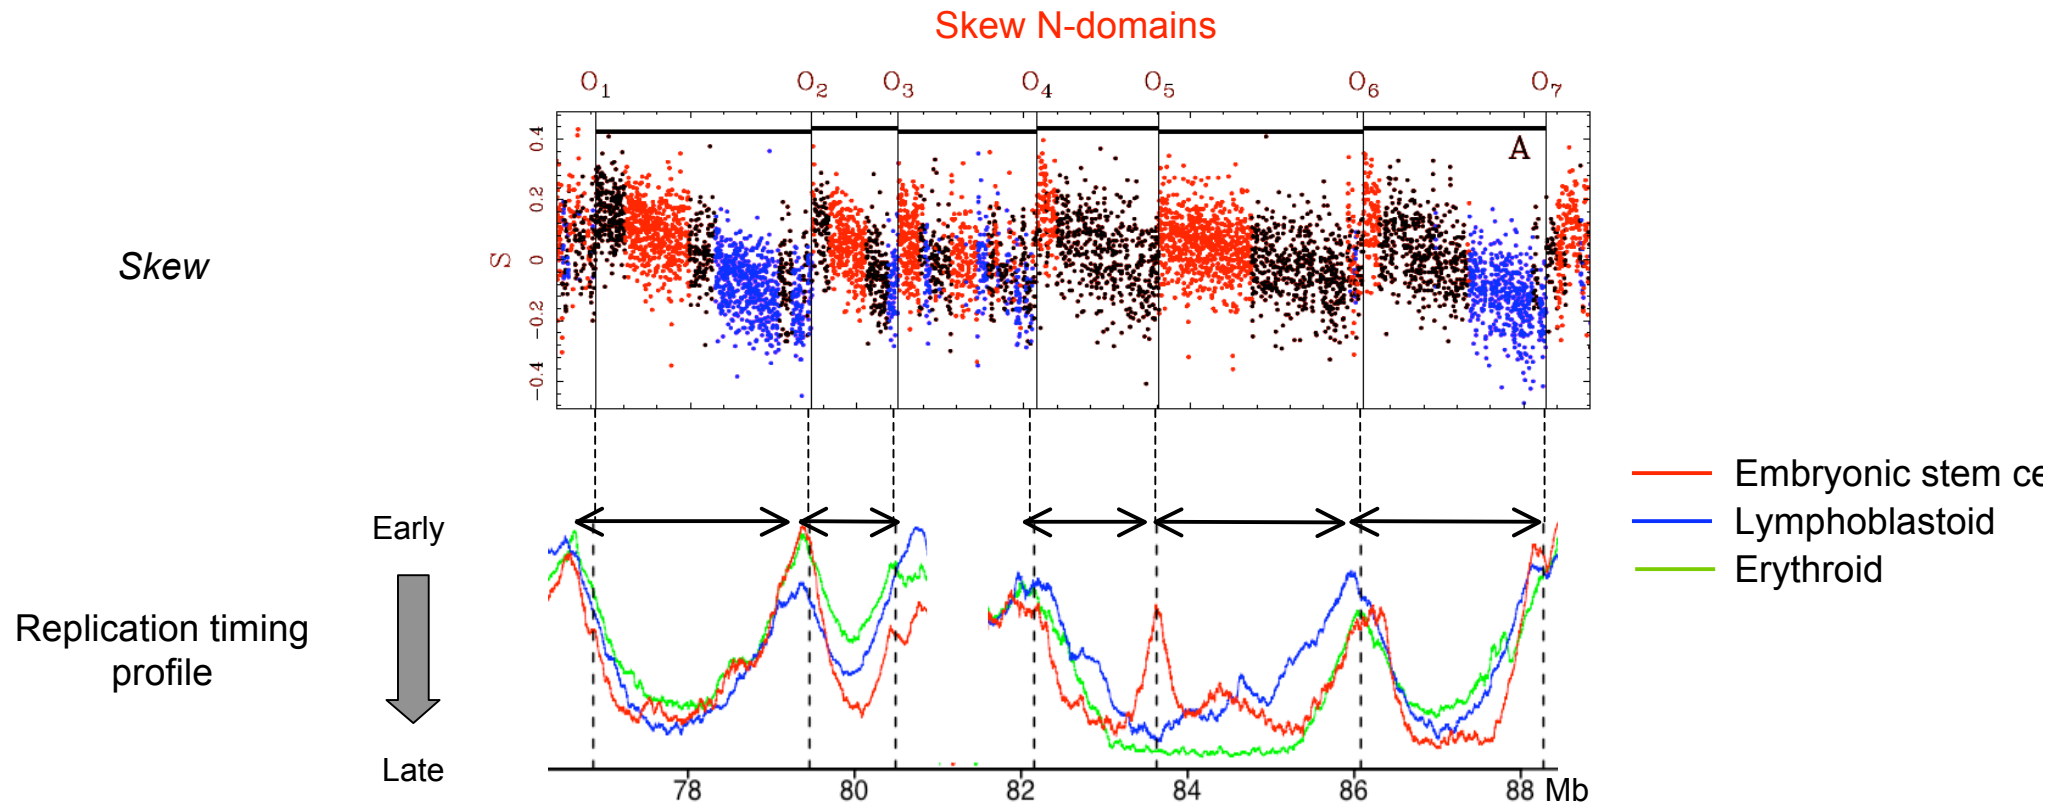 Skew N-domains
O1 O2 O3 O4 O5 O6 O7
A
0.4
0.2
0
−0.2
−0.4
S
Skew
Embryonic stem ce
Lymphoblastoid
Erythroid
Early
Replication timing
profile
Late
78 80 82 84 86 88 Mb